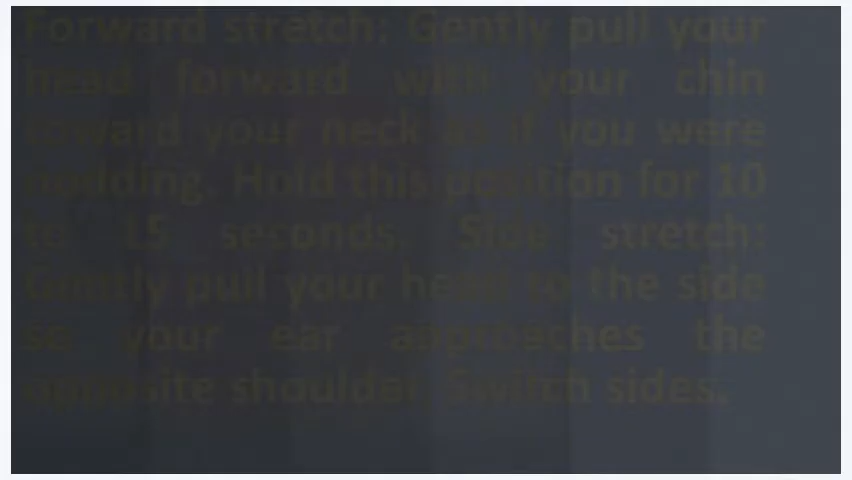 Forward stretch: Gently pull your
head forward with your chin
toward your neck as if you were
nodding. Hold this position for 10
to 15 seconds. Side stretch:
Gently pull your head to the side
so your ear approaches the
opposite shoulder. Switch sides.